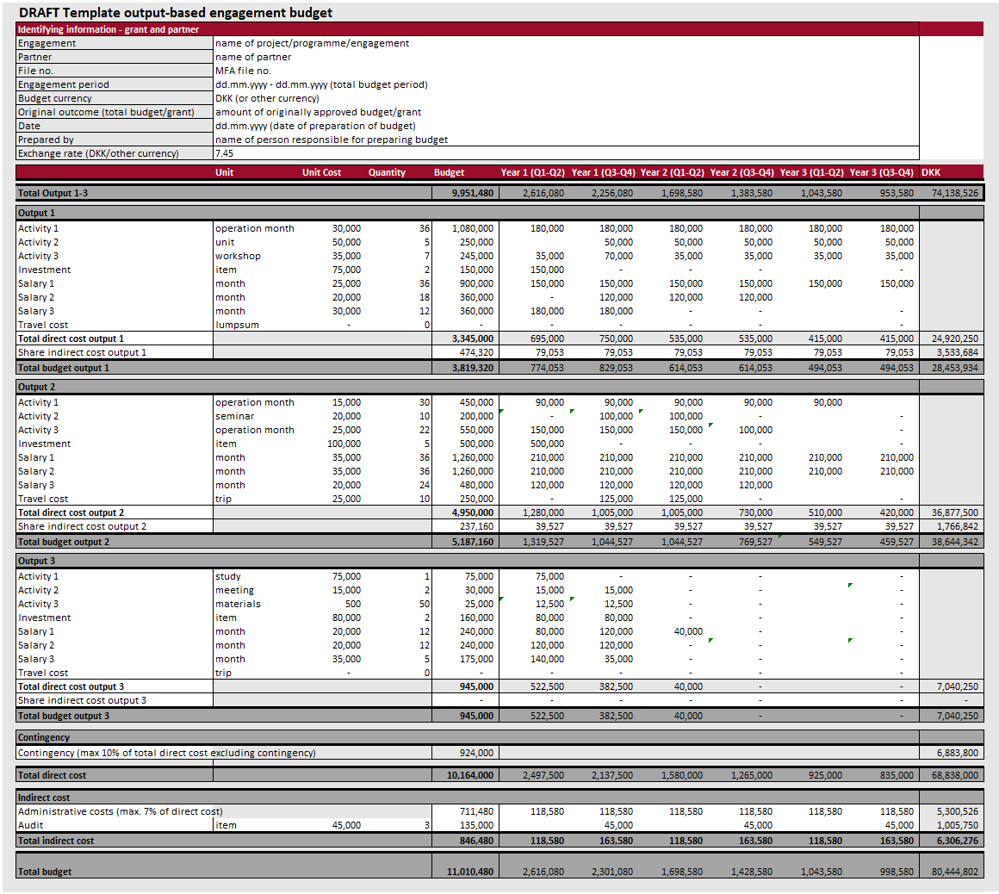 DRAFT Template output-based engagement budget
Identifying information - grant and partner
Engagement name of project/programme/engagement
Partner name of partner
File no. MFA file no.
Engagement period dd.mm.yyyy - dd.mm.yyyy (total budget period)
Budget currency DKK (or other currency)
Original outcome (total budget/grant) amount of originally approved budget/grant
Date dd.mm.yyyy (date of preparation of budget)
Prepared by name of person responsible for preparing budget
Exchange rate (DKK/other currency) 7.45
Unit Unit Cost Quantity Budget Year 1 (Q1-Q2) Year 1 (Q3-Q4) Year 2 (Q1-Q2) Year 2 (Q3-Q4) Year 3 (Q1-Q2) Year 3 (Q3-Q4) DKK
Total Output 1-3 9,951,480 2,616,080 2,256,080 1,698,580 1,383,580 1,043,580 953,580 74,138,526
Output 1
Activity 1 operation month 30,000 36 1,080,000 180,000 180,000 180,000 180,000 180,000 180,000
Activity 2 unit 50,000 5 250,000 50,000 50,000 50,000 50,000 50,000
Activity 3 workshop 35,000 7 245,000 35,000 70,000 35,000 35,000 35,000 35,000
Investment item 75,000 2 150,000 150,000 - - - -
Salary 1 month 25,000 36 900,000 150,000 150,000 150,000 150,000 150,000 150,000
Salary 2 month 20,000 18 360,000 - 120,000 120,000 120,000
Salary 3 month 30,000 12 360,000 180,000 180,000 - - -
Travel cost lumpsum - 0 - - - - - -
Total direct cost output 1 3,345,000 695,000 750,000 535,000 535,000 415,000 415,000 24,920,250
Share indirect cost output 1 474,320 79,053 79,053 79,053 79,053 79,053 79,053 3,533,684
Total budget output 1 3,819,320 774,053 829,053 614,053 614,053 494,053 494,053 28,453,934
Output 2
Activity 1 operation month 15,000 30 450,000 90,000 90,000 90,000 90,000 90,000
Activity 2 seminar 20,000 10 200,000 - 100,000 100,000 - -
Activity 3 operation month 25,000 22 550,000 150,000 150,000 150,000 100,000 -
Investment item 100,000 5 500,000 500,000 - - - -
Salary 1 month 35,000 36 1,260,000 210,000 210,000 210,000 210,000 210,000 210,000
Salary 2 month 35,000 36 1,260,000 210,000 210,000 210,000 210,000 210,000 210,000
Salary 3 month 20,000 24 480,000 120,000 120,000 120,000 120,000
Travel cost trip 25,000 10 250,000 - 125,000 125,000 - -
Total direct cost output 2 4,950,000 1,280,000 1,005,000 1,005,000 730,000 510,000 420,000 36,877,500
Share indirect cost output 2 237,160 39,527 39,527 39,527 39,527 39,527 39,527 1,766,842
Total budget output 2 5,187,160 1,319,527 1,044,527 1,044,527 769,527 549,527 459,527 38,644,342
Output 3
Activity 1 study 75,000 1 75,000 75,000 - - - -
Activity 2 meeting 15,000 2 30,000 15,000 15,000 - - -
Activity 3 materials 500 50 25,000 12,500 12,500 - - -
Investment item 80,000 2 160,000 80,000 80,000 - - -
Salary 1 month 20,000 12 240,000 80,000 120,000 40,000 - -
Salary 2 month 20,000 12 240,000 120,000 120,000 - - -
Salary 3 month 35,000 5 175,000 140,000 35,000 - - -
Travel cost trip - 0 - - - - - -
Total direct cost output 3 945,000 522,500 382,500 40,000 - - 7,040,250
Share indirect cost output 3 - - - - - - -
Total budget output 3 945,000 522,500 382,500 40,000 - - 7,040,250
Contingency
Contingency (max 10% of total direct cost excluding contingency) 924,000 6,883,800
Total direct cost 10,164,000 2,497,500 2,137,500 1,580,000 1,265,000 925,000 835,000 68,838,000
Indirect cost
Administrative costs (max. 7% of direct cost) 711,480 118,580 118,580 118,580 118,580 118,580 118,580 5,300,526
Audit item 45,000 3 135,000 45,000 45,000 45,000 1,005,750
Total indirect cost 846,480 118,580 163,580 118,580 163,580 118,580 163,580 6,306,276
Total budget 11,010,480 2,616,080 2,301,080 1,698,580 1,428,580 1,043,580 998,580 80,444,802